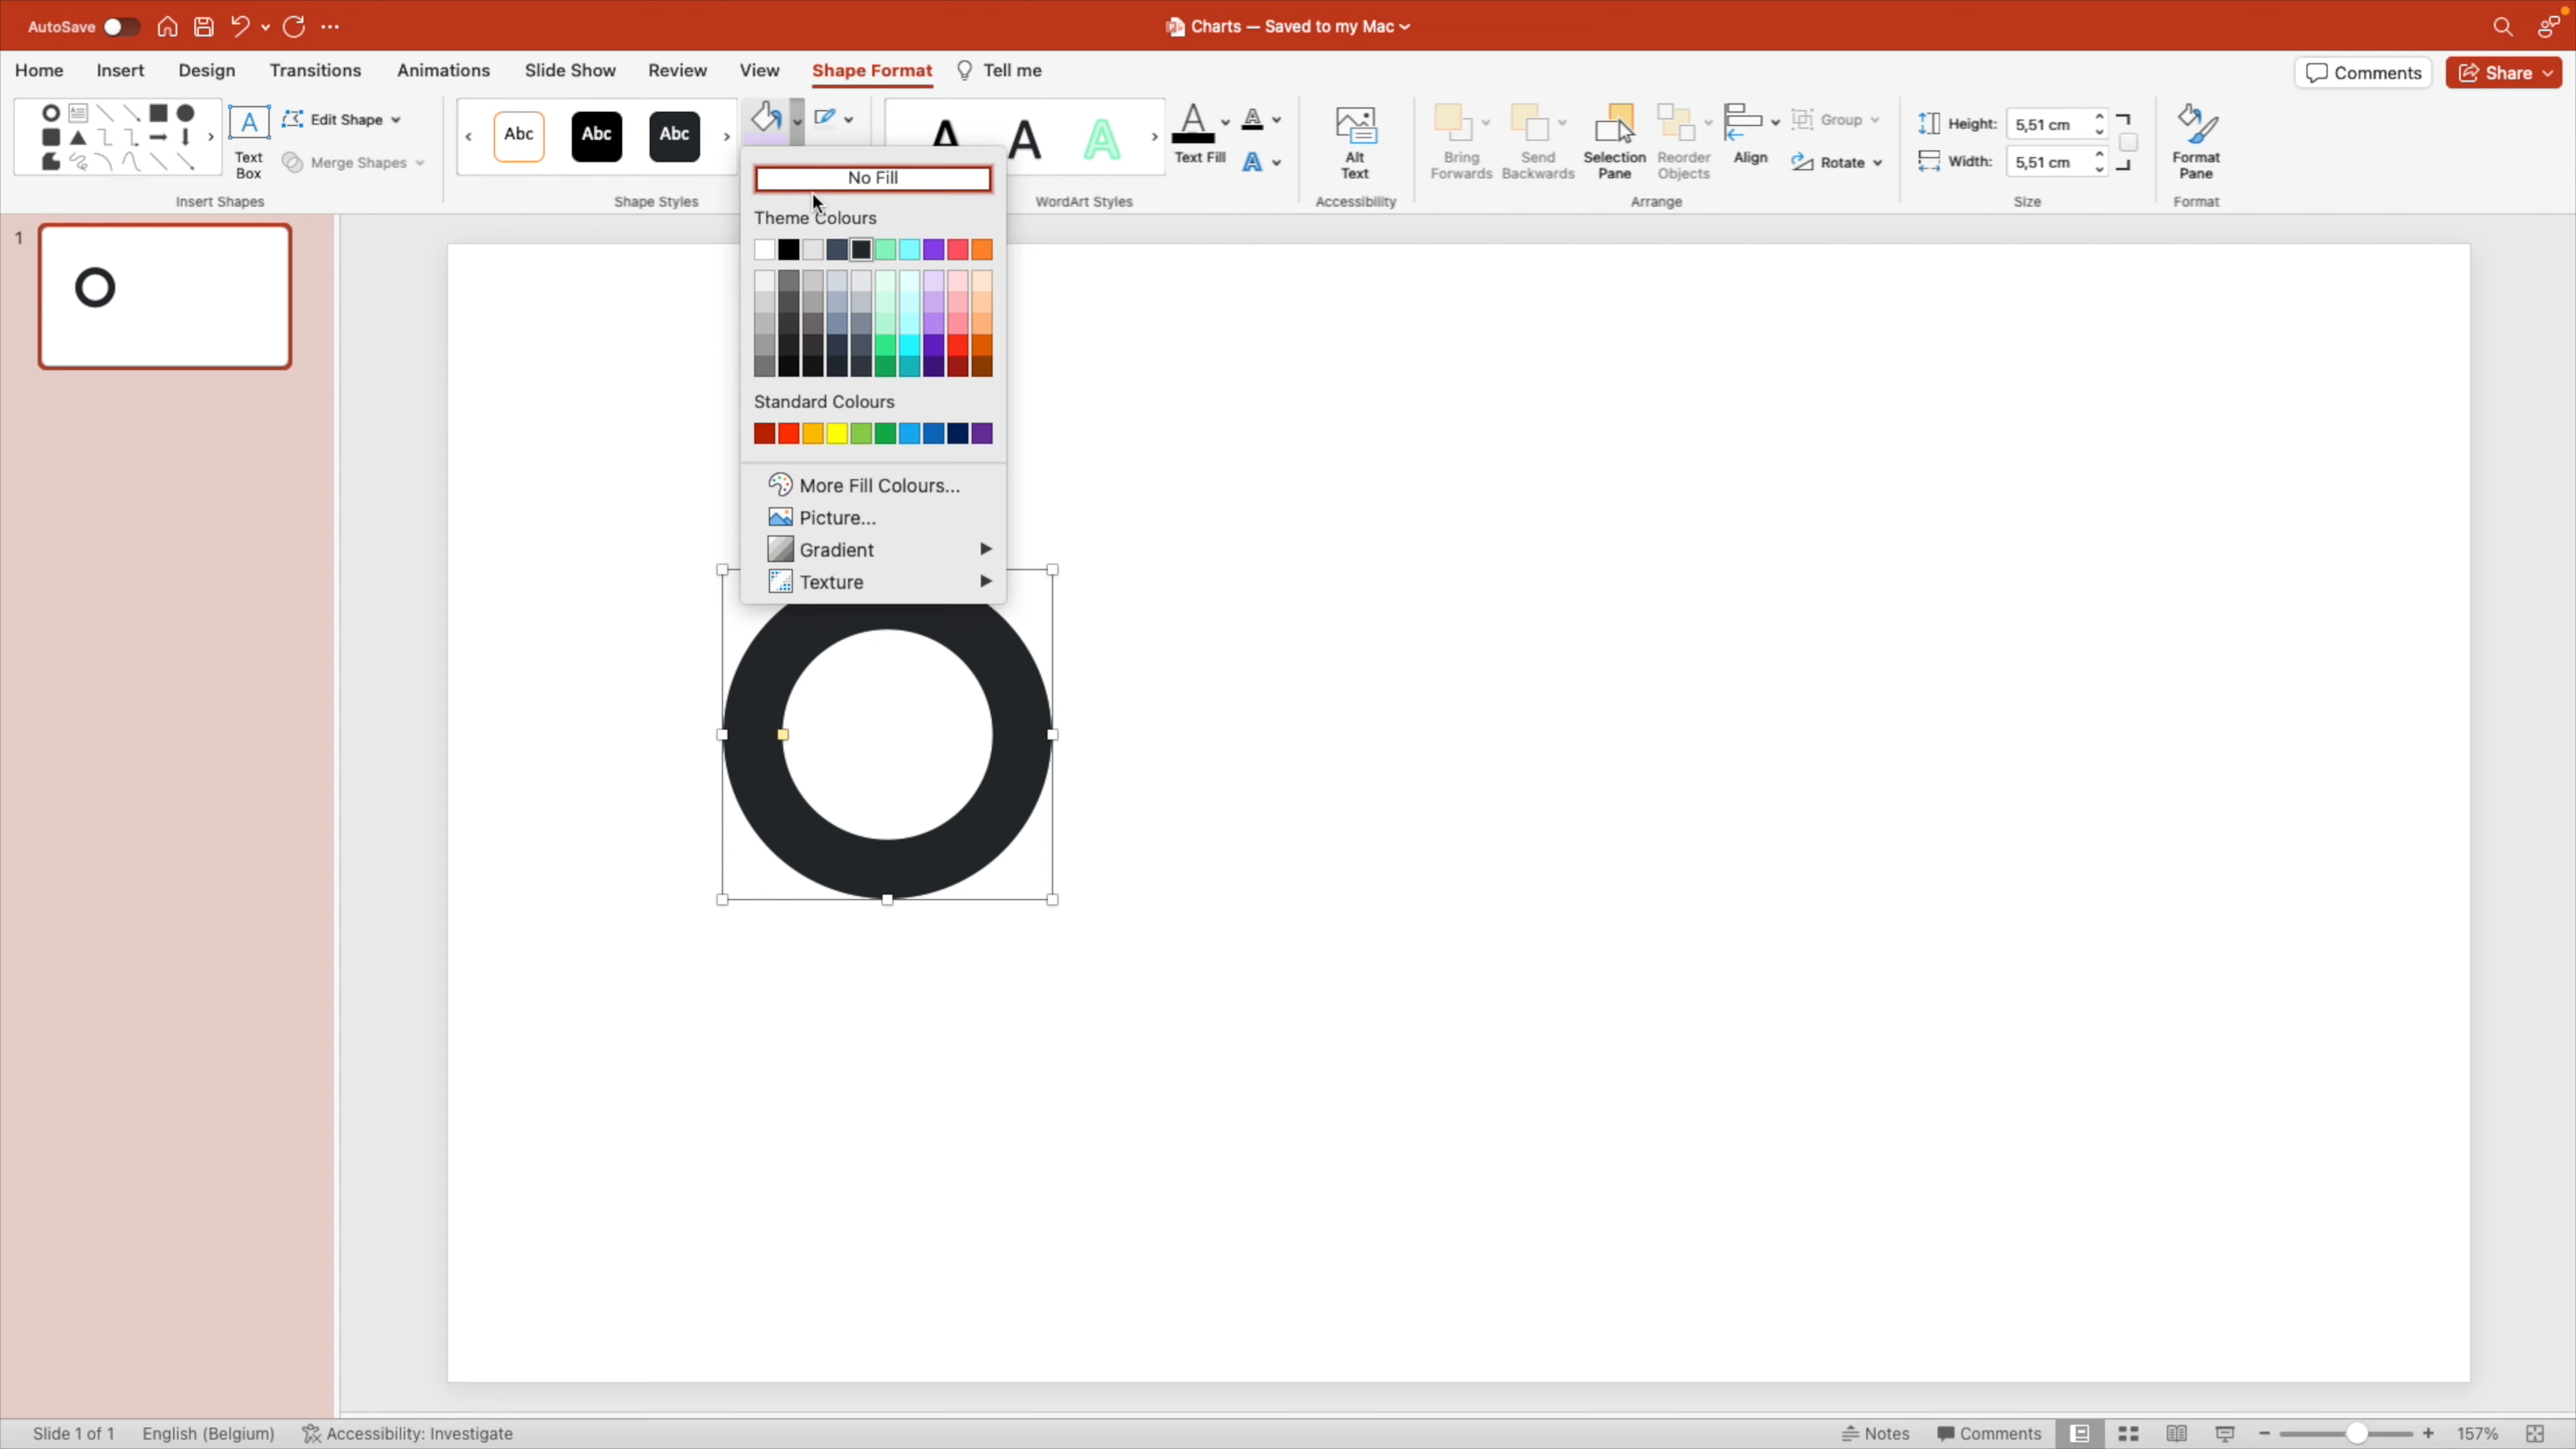 AutoSave
Charts — Saved to my Mac
Home Insert Design Transitions Animations Slide Show Review View Shape Format Tell me
Comments Share
Text Box
Edit Shape
Merge Shapes
Insert Shapes
Abc Abc Abc
Shape Styles
A A A
WordArt Styles
Text Fill
Alt Text
Accessibility
Bring Forwards
Send Backwards
Selection Pane
Reorder Objects
Align
Group
Rotate
Arrange
Height: 5,51 cm
Width: 5,51 cm
Size
Format Pane
Format
No Fill
Theme Colours
Standard Colours
More Fill Colours...
Picture...
Gradient
Texture
1
Slide 1 of 1 English (Belgium) Accessibility: Investigate
Notes Comments 157%